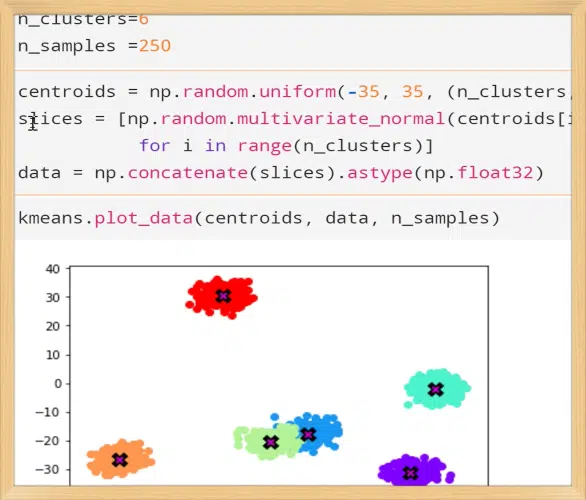 n_clusters=6
n_samples =250
centroids = np.random.uniform(-35, 35, (n_clusters,
slices = [np.random.multivariate_normal(centroids[i
for i in range(n_clusters)]
data = np.concatenate(slices).astype(np.float32)
kmeans.plot_data(centroids, data, n_samples)
40
30
20
10
0
−10
−20
−30